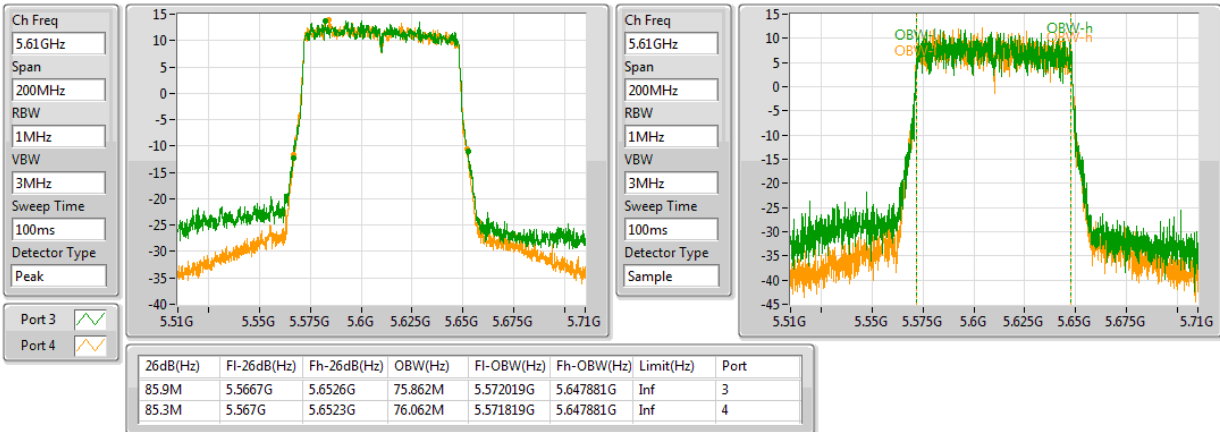 Ch Freq
5.61GHz
Span
200MHz
RBW
1MHz
VBW
3MHz
Sweep Time
100ms
Detector Type
Peak
Port 3
Port 4
15
10
5
0
-5
-10
-15
-20
-25
-30
-35
-40
5.51G 5.55G 5.575G 5.6G 5.625G 5.65G 5.675G 5.71G
Ch Freq
5.61GHz
Span
200MHz
RBW
1MHz
VBW
3MHz
Sweep Time
100ms
Detector Type
Sample
15
10
5
0
-5
-10
-15
-20
-25
-30
-35
-40
-45
OBW-h
OBW-h
5.51G 5.55G 5.575G 5.6G 5.625G 5.65G 5.675G 5.71G
26dB(Hz) Fl-26dB(Hz) Fh-26dB(Hz) OBW(Hz) Fl-OBW(Hz) Fh-OBW(Hz) Limit(Hz) Port
85.9M 5.5667G 5.6526G 75.862M 5.572019G 5.647881G Inf 3
85.3M 5.567G 5.6523G 76.062M 5.571819G 5.647881G Inf 4